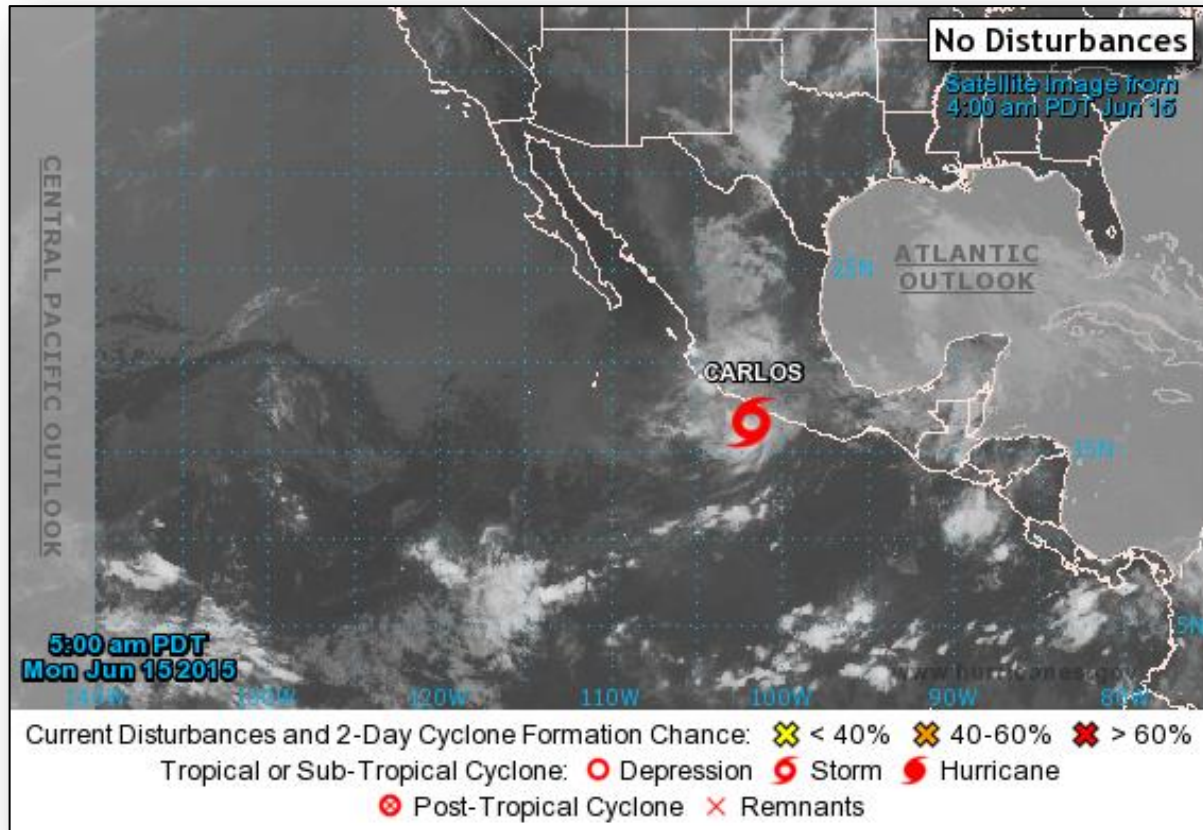 No Disturbances
Satellite Image from
4:00 am PDT Jun 15
CENTRAL PACIFIC OUTLOOK
ATLANTIC
OUTLOOK
25N
CARLOS
15N
5:00 am PDT
Mon Jun 15 2015
5N
www.hurricanes.gov
140W 130W 120W 110W 100W 90W 80W
Current Disturbances and 2-Day Cyclone Formation Chance: < 40% 40-60% > 60%
Tropical or Sub-Tropical Cyclone: Depression Storm Hurricane
Post-Tropical Cyclone Remnants